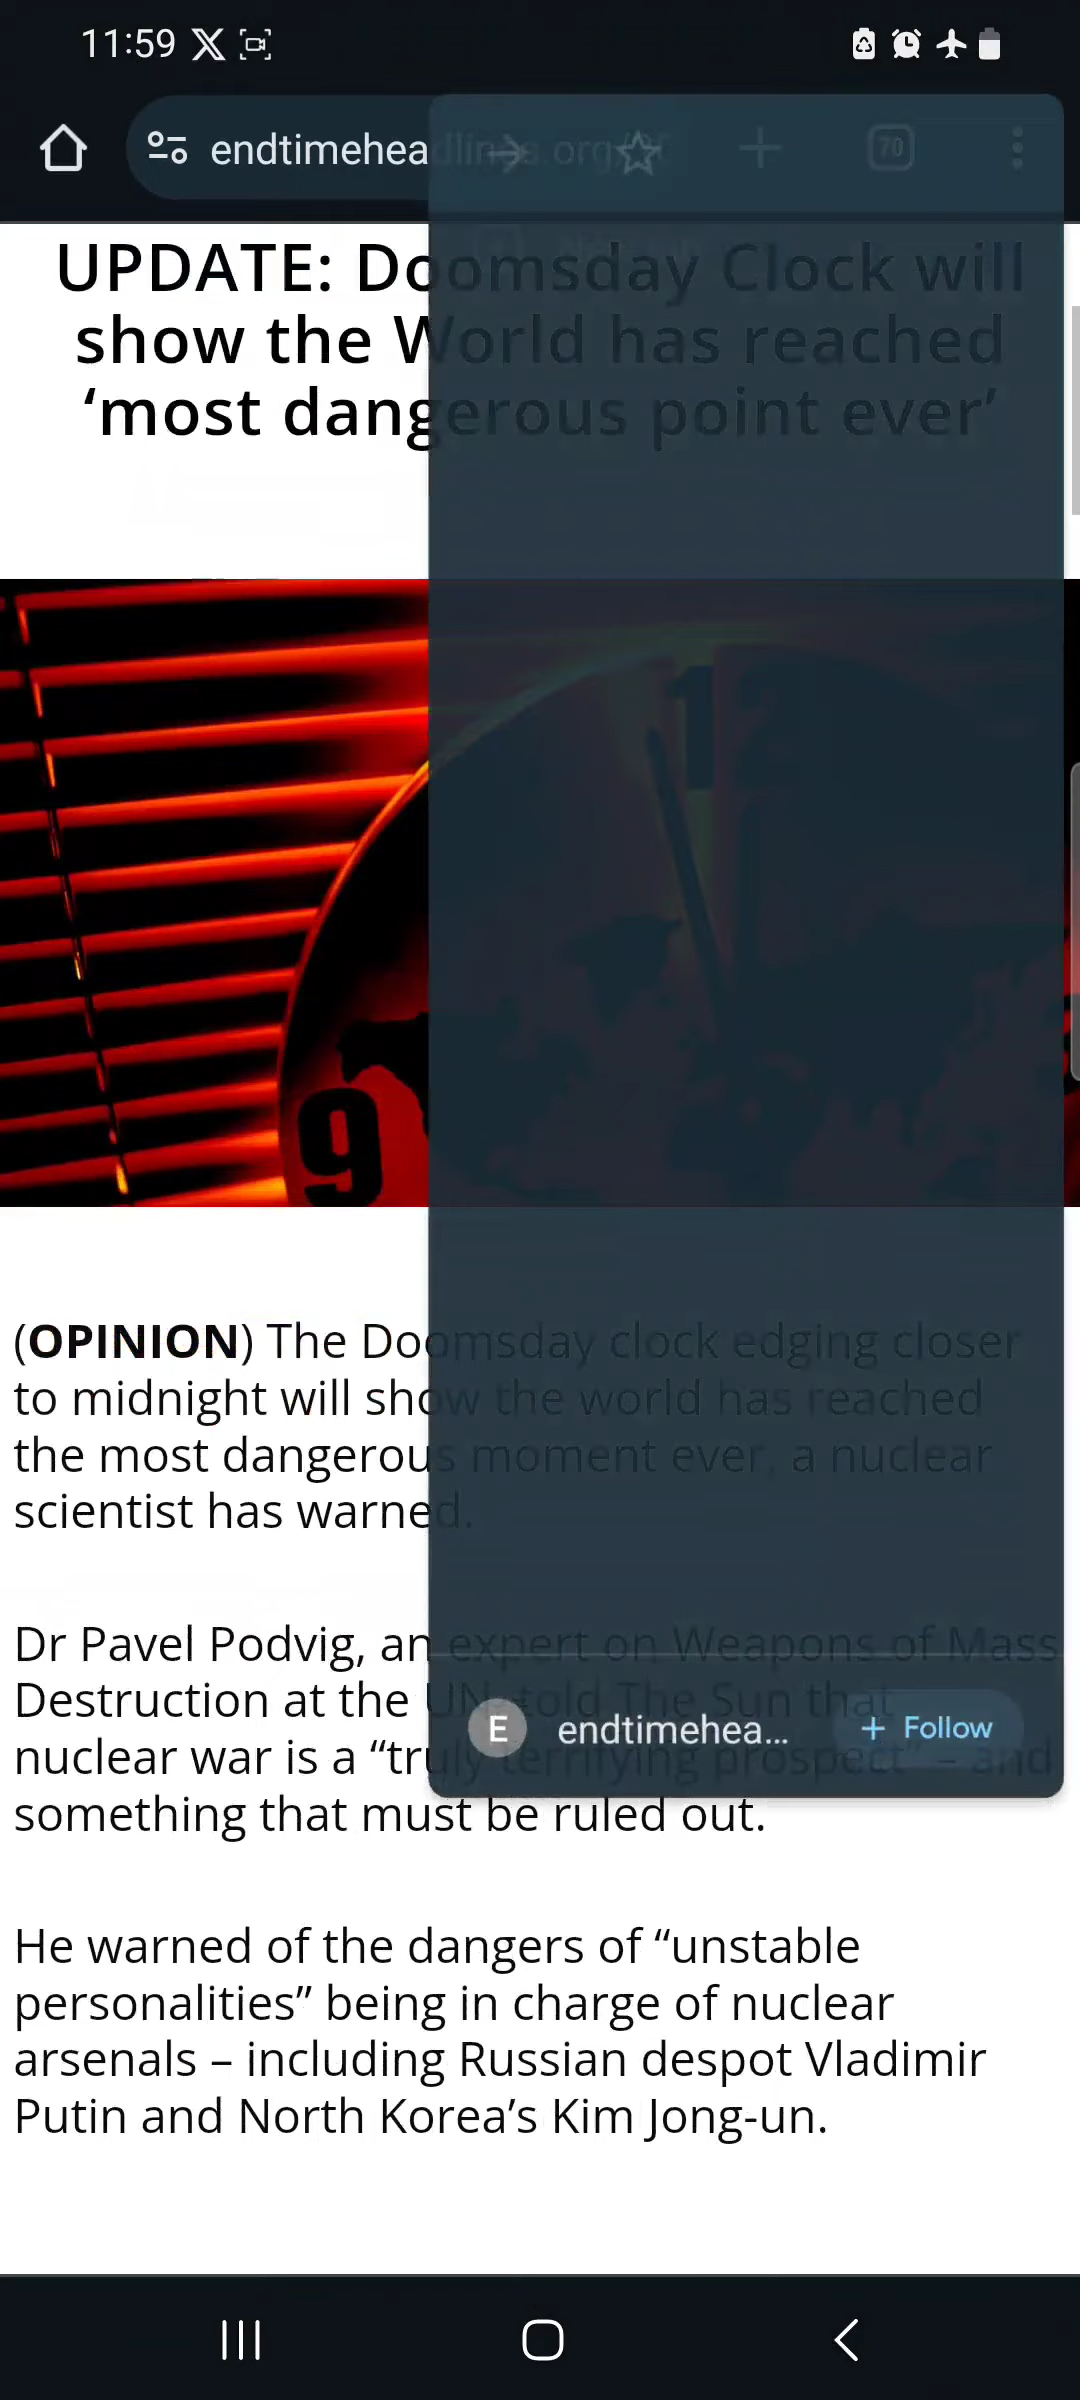 11:59
endtimeheadlines.org
70
UPDATE: Doomsday Clock will
show the World has reached
‘most dangerous point ever’
1
9
(OPINION) The Doomsday clock edging closer
to midnight will show the world has reached
the most dangerous moment ever, a nuclear
scientist has warned.
Dr Pavel Podvig, an expert on Weapons of Mass
Destruction at the UN told The Sun that
nuclear war is a “truly terrifying prospect” – and
something that must be ruled out.
E endtimehea... + Follow
He warned of the dangers of “unstable
personalities” being in charge of nuclear
arsenals – including Russian despot Vladimir
Putin and North Korea’s Kim Jong-un.